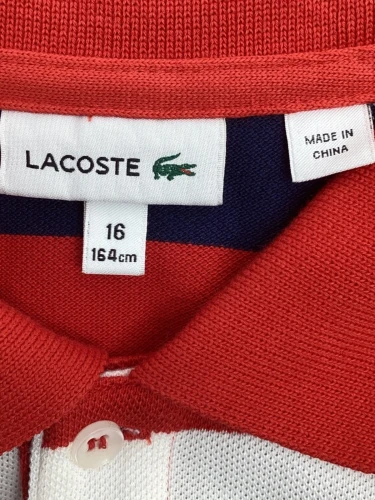 LACOSTE
MADE IN
CHINA
16
164cm